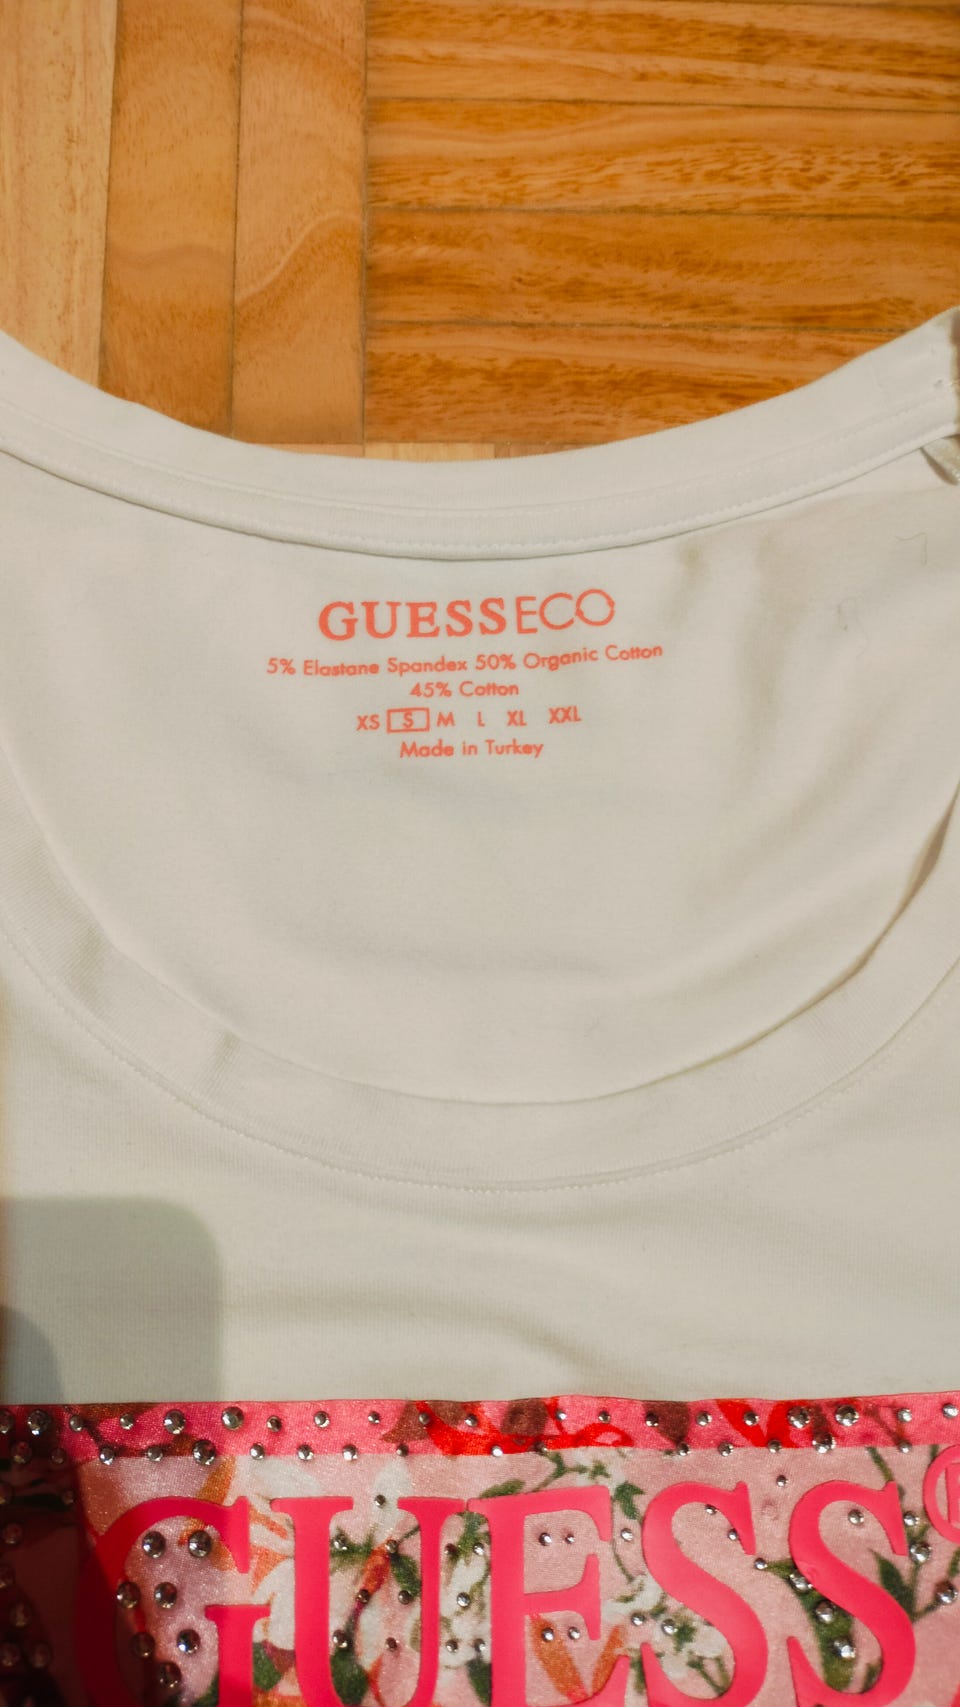 GUESSECO
5% Elastane Spandex 50% Organic Cotton
45% Cotton
XS S M L XL XXL
Made in Turkey
GUESS®